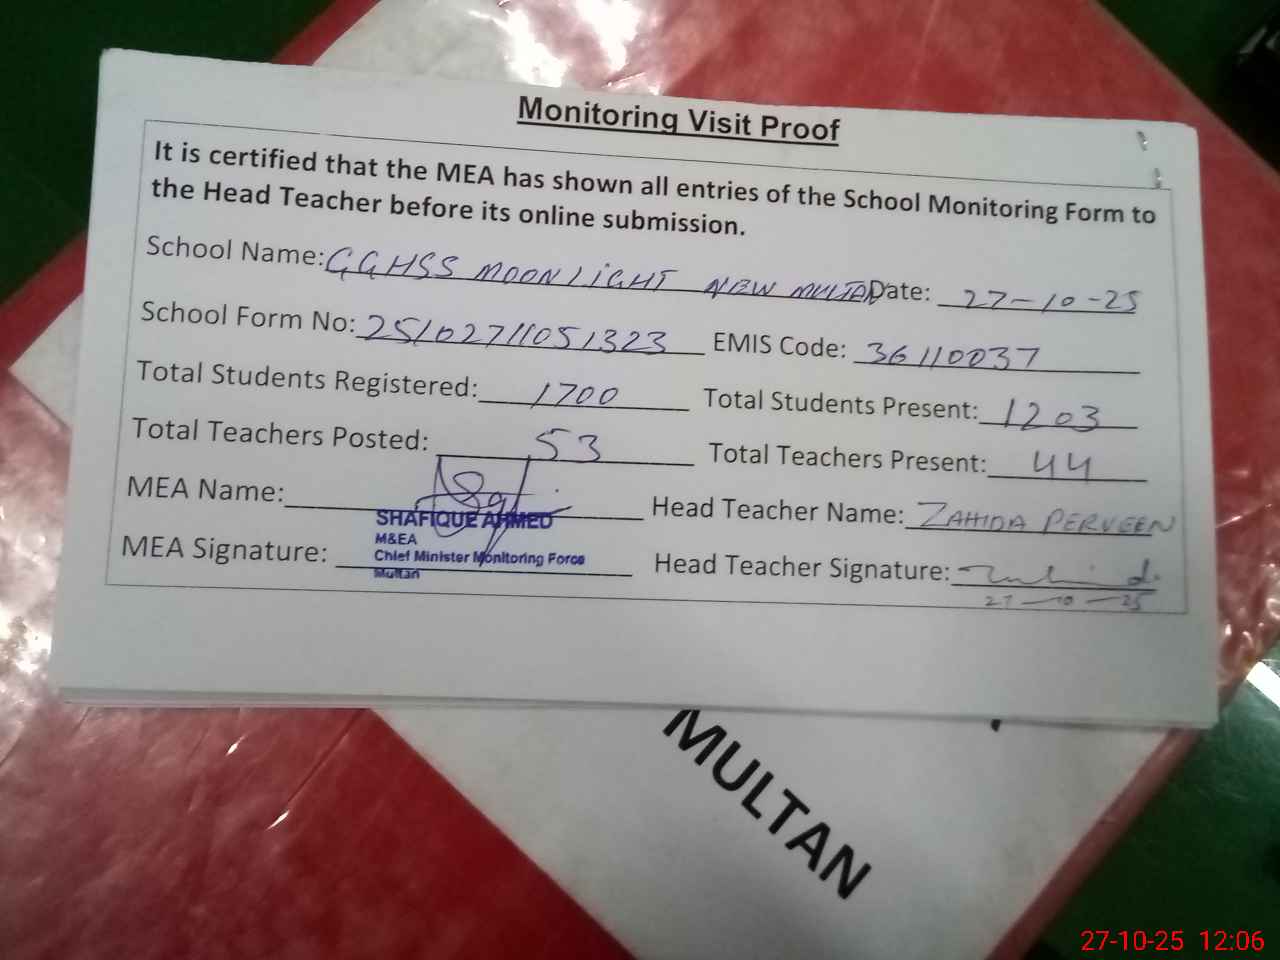 Monitoring Visit Proof
It is certified that the MEA has shown all entries of the School Monitoring Form to
the Head Teacher before its online submission.
School Name: GGHSS MOONLIGHT NEW MULTAN Date: 27-10-25
School Form No: 25102711051323 EMIS Code: 36110037
Total Students Registered: 1700 Total Students Present: 1203
Total Teachers Posted: 53 Total Teachers Present: 44
MEA Name: Head Teacher Name: ZAHIDA PERVEEN
SHAFIQUE AHMED
M&EA
MEA Signature: Head Teacher Signature:
Chief Minister Monitoring Force
Multan
27-10-25
MULTAN
27-10-25 12:06